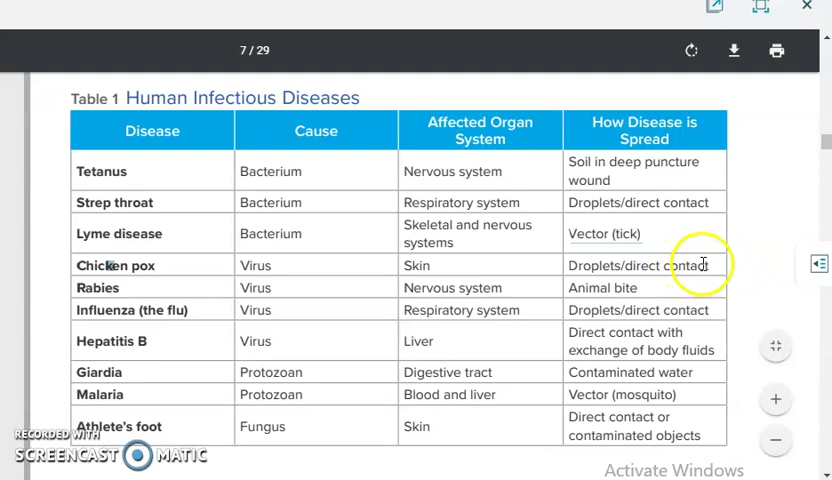 7 / 29
Table 1 Human Infectious Diseases
Disease Cause Affected Organ System How Disease is Spread
Tetanus Bacterium Nervous system Soil in deep puncture wound
Strep throat Bacterium Respiratory system Droplets/direct contact
Lyme disease Bacterium Skeletal and nervous systems Vector (tick)
Chicken pox Virus Skin Droplets/direct contact
Rabies Virus Nervous system Animal bite
Influenza (the flu) Virus Respiratory system Droplets/direct contact
Hepatitis B Virus Liver Direct contact with exchange of body fluids
Giardia Protozoan Digestive tract Contaminated water
Malaria Protozoan Blood and liver Vector (mosquito)
Athlete's foot Fungus Skin Direct contact or contaminated objects
RECORDED WITH
SCREENCAST MATIC
Activate Windows